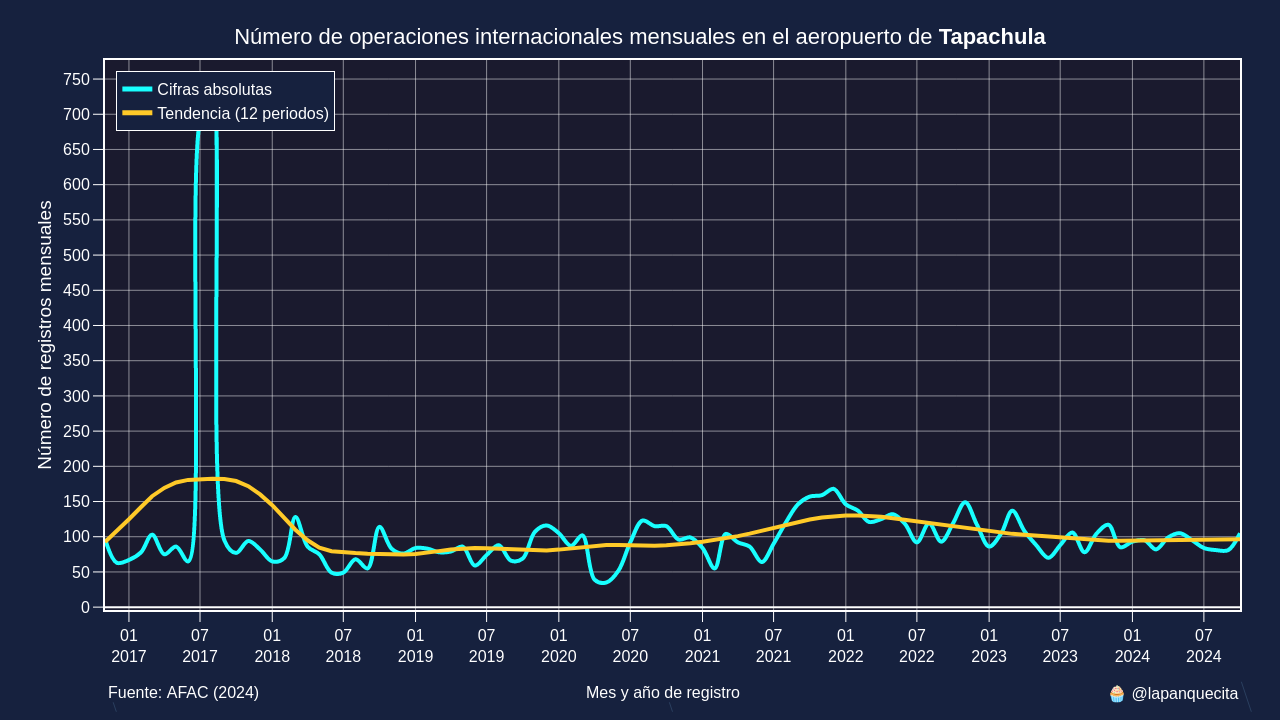 Número de operaciones internacionales mensuales en el aeropuerto de Tapachula
Cifras absolutas
Tendencia (12 periodos)
Número de registros mensuales
750
700
650
600
550
500
450
400
350
300
250
200
150
100
50
0
01 07 01 07 01 07 01 07 01 07 01 07 01 07 01 07
2017 2017 2018 2018 2019 2019 2020 2020 2021 2021 2022 2022 2023 2023 2024 2024
Fuente: AFAC (2024) Mes y año de registro 🧁 @lapanquecita